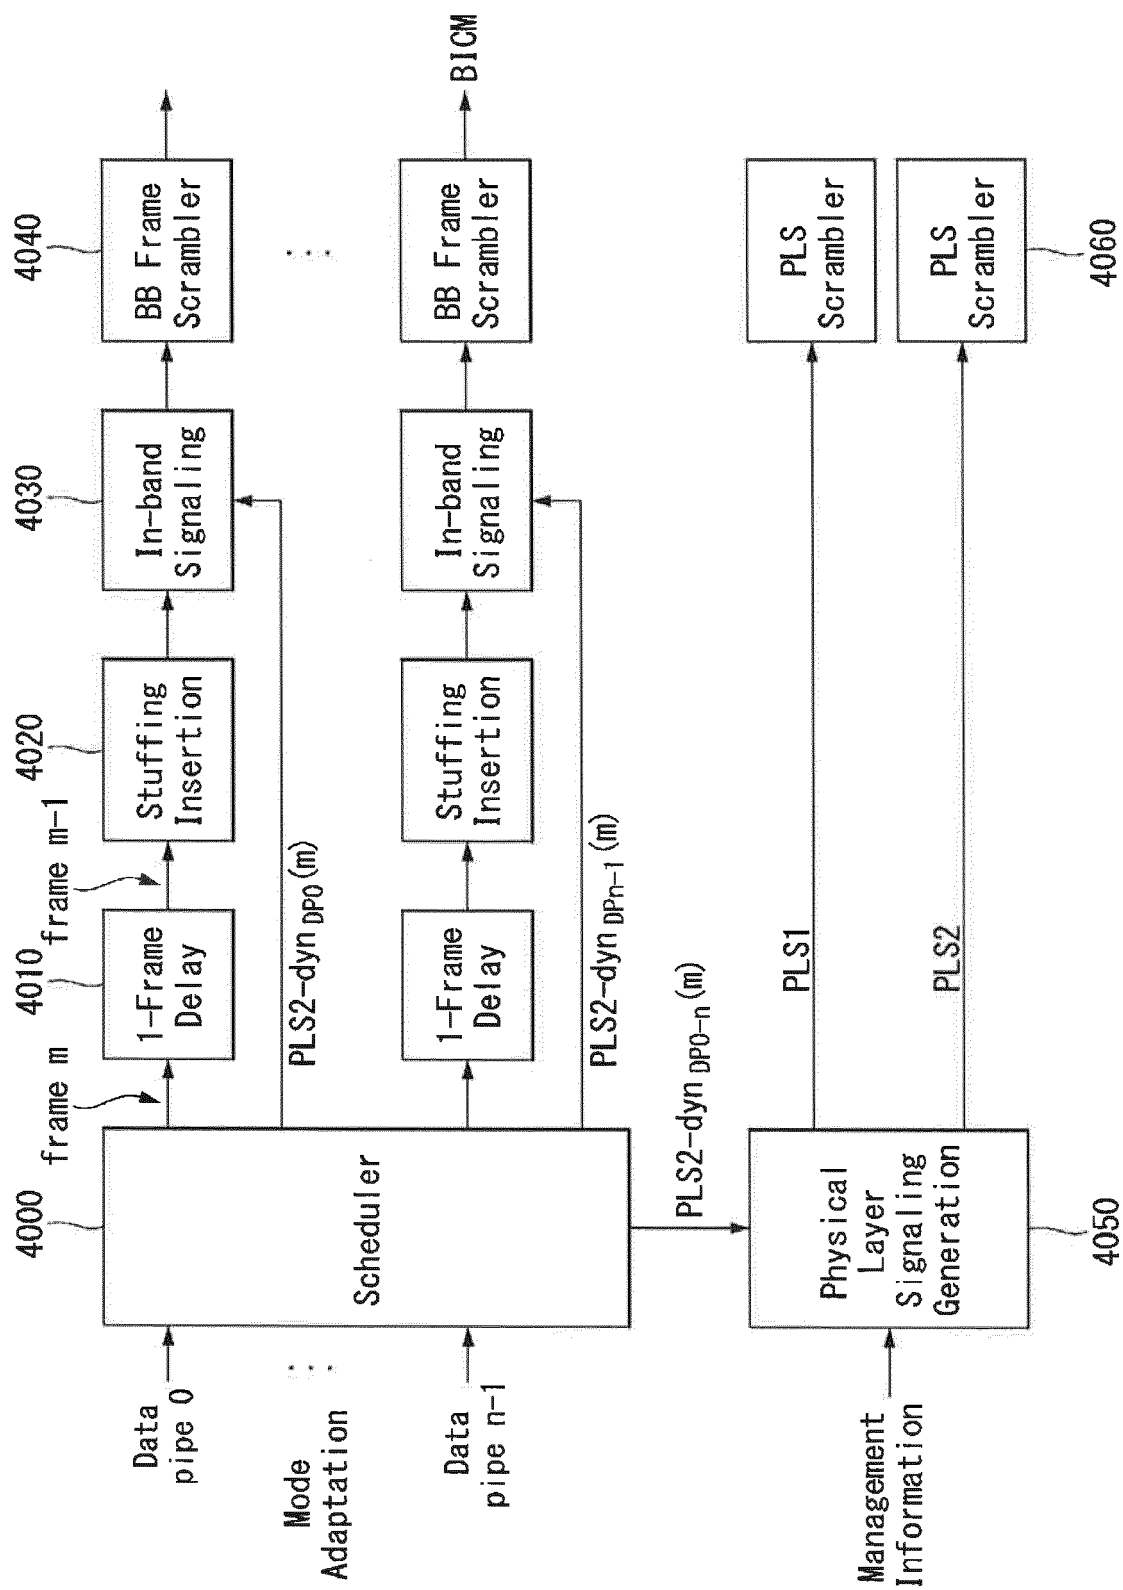 4000
4010
4020
4030
4040
frame m
frame m-1
Data
pipe 0
1-Frame
Delay
Stuffing
Insertion
In-band
Signaling
BB Frame
Scrambler
PLS2-dyn DP0 (m)
Mode
Adaptation
Scheduler
Data
pipe n-1
1-Frame
Delay
Stuffing
Insertion
In-band
Signaling
BB Frame
Scrambler
BICM
PLS2-dyn DPn-1 (m)
PLS2-dyn DP0-n (m)
Management
Information
Physical
Layer
Signaling
Generation
PLS1
PLS
Scrambler
PLS2
PLS
Scrambler
4050
4060